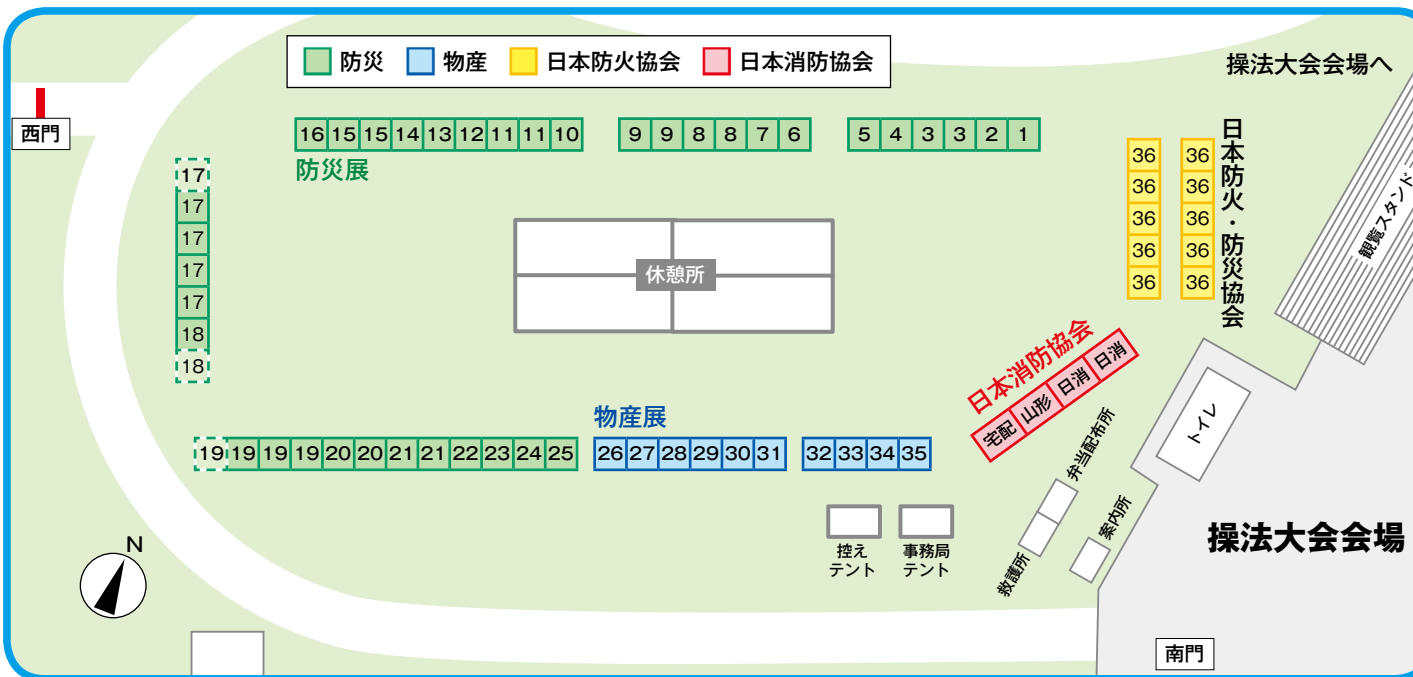 防災 物産 日本防火協会 日本消防協会
操法大会会場へ
西門
16 15 15 14 13 12 11 11 10
9 9 8 8 7 6
5 4 3 3 2 1
防災展
17
17
17
17
17
18
18
休憩所
36 36
36 36
36 36
36 36
36 36
日本防火・防災協会
観覧スタンド
日本消防協会
宅配 山形 日消 日消
物産展
19 19 19 19 20 20 21 21 22 23 24 25
26 27 28 29 30 31
32 33 34 35
トイレ
弁当配布所
救護所
案内所
控え
テント
事務局
テント
操法大会会場
N
南門